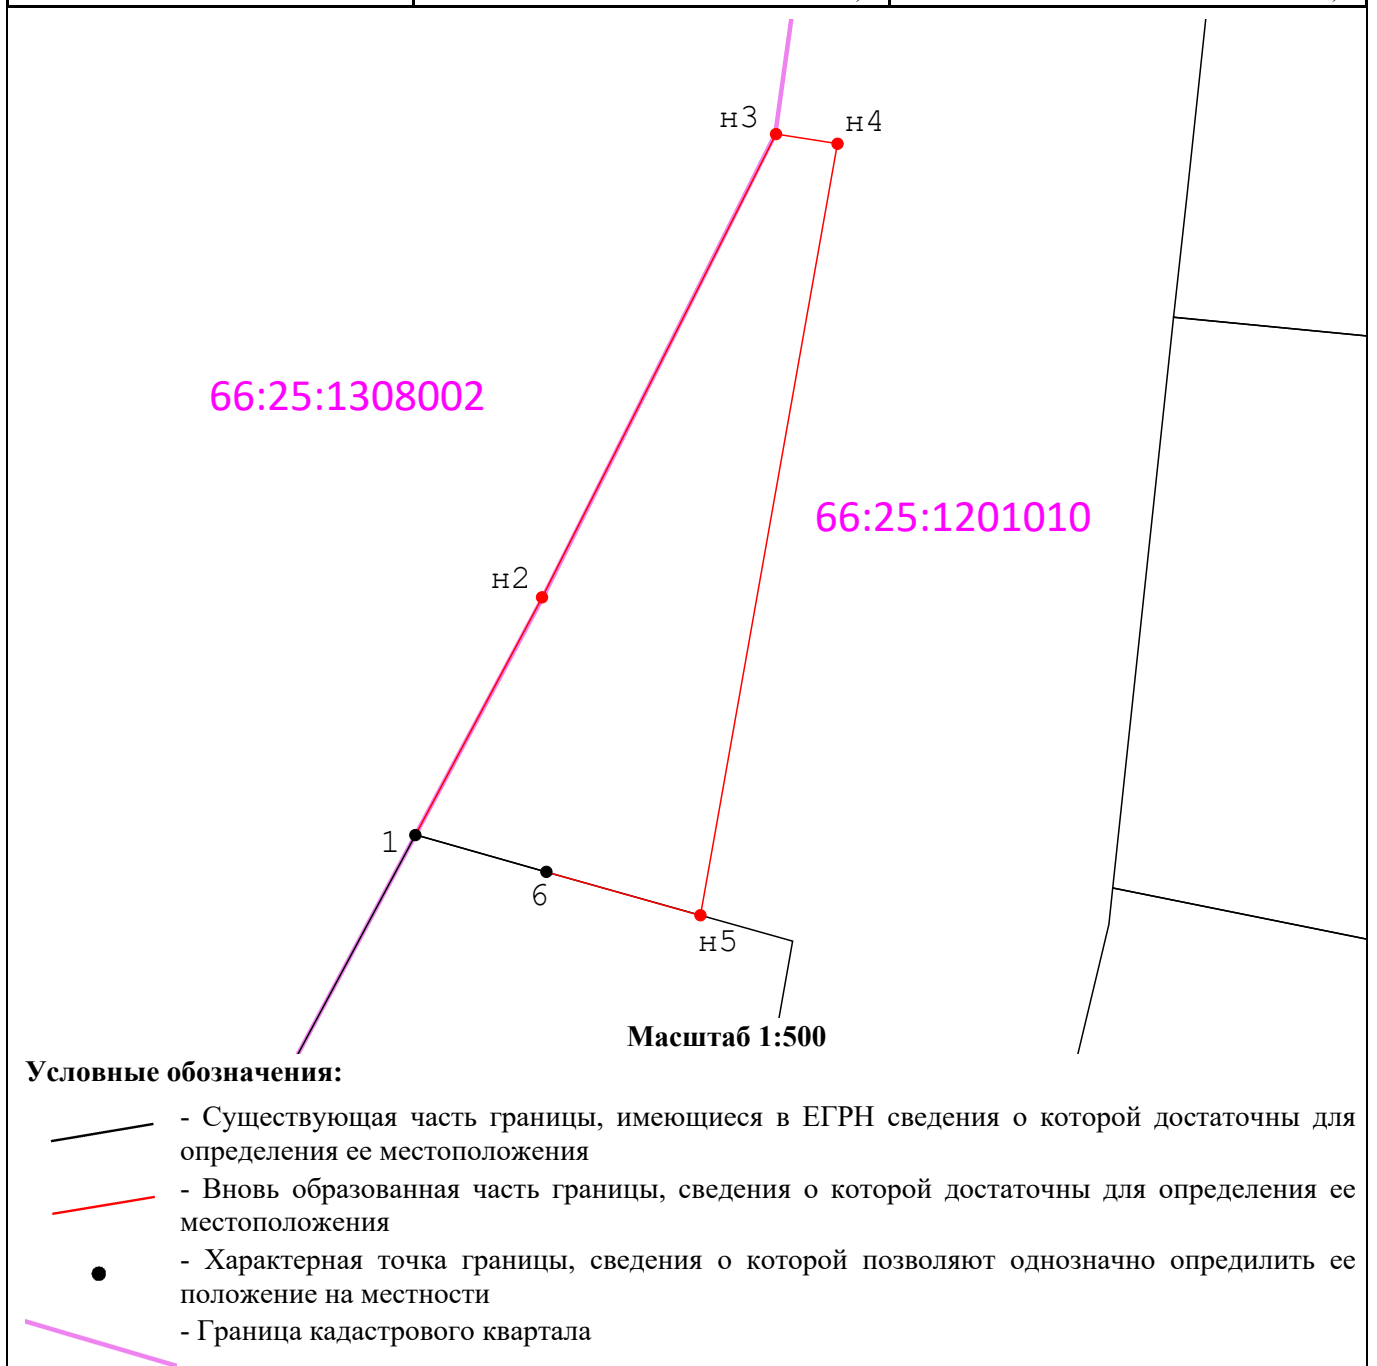 н3
н4
66:25:1308002
66:25:1201010
н2
1
6
н5
Масштаб 1:500
Условные обозначения:
- Существующая часть границы, имеющиеся в ЕГРН сведения о которой достаточны для
определения ее местоположения
- Вновь образованная часть границы, сведения о которой достаточны для определения ее
местоположения
- Характерная точка границы, сведения о которой позволяют однозначно опредилить ее
положение на местности
- Граница кадастрового квартала